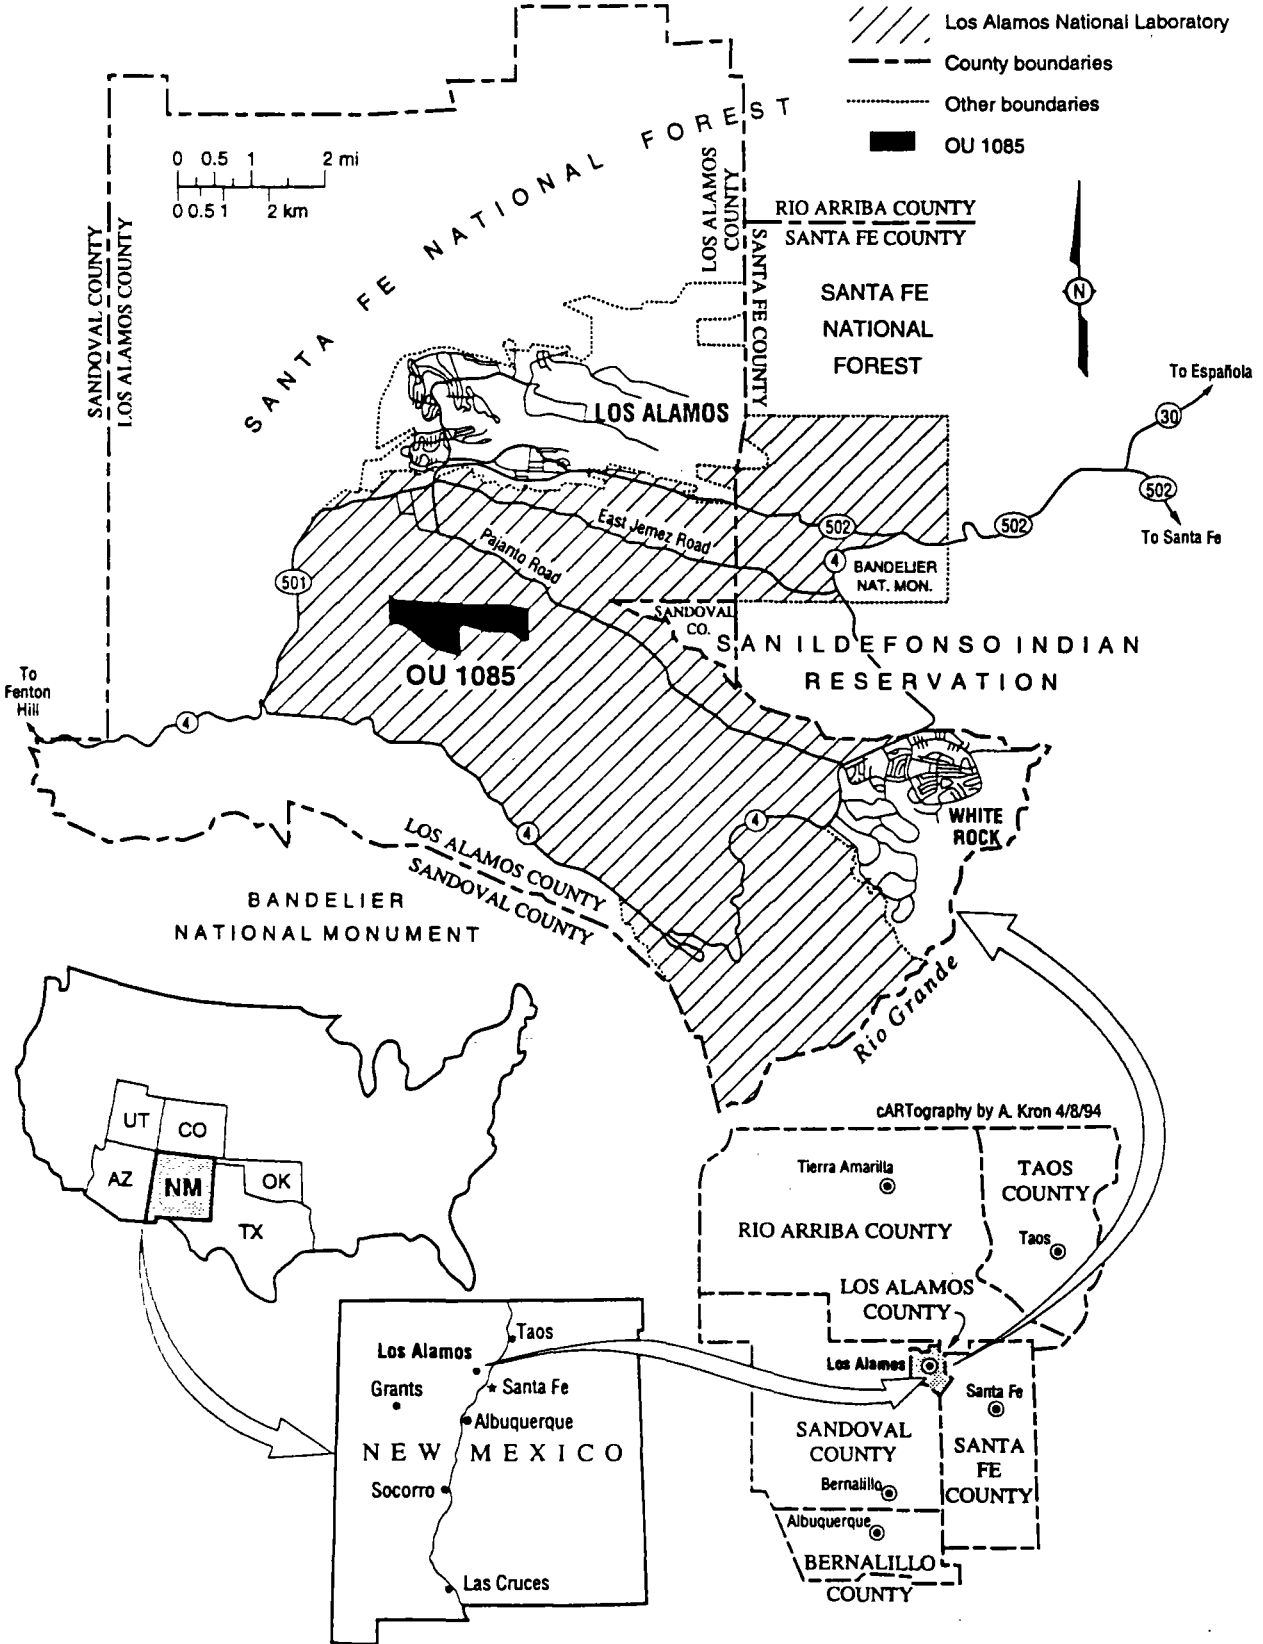 Los Alamos National Laboratory
County boundaries
Other boundaries
OU 1085
0 0.5 1 2 mi
0 0.5 1 2 km
SANTA FE NATIONAL FOREST
SANDOVAL COUNTY
LOS ALAMOS COUNTY
LOS ALAMOS
COUNTY
SANTA FE COUNTY
RIO ARRIBA COUNTY
SANTA FE COUNTY
SANTA FE
NATIONAL
FOREST
N
To Española
30
502
To Santa Fe
502
502
LOS ALAMOS
East Jemez Road
Pajarito Road
4
BANDELIER
NAT. MON.
501
SANDOVAL
CO.
OU 1085
SAN ILDEFONSO INDIAN
RESERVATION
To
Fenton
Hill
4
4
4
WHITE
ROCK
LOS ALAMOS COUNTY
SANDOVAL COUNTY
BANDELIER
NATIONAL MONUMENT
Rio Grande
cARTography by A. Kron 4/8/94
UT
CO
AZ
NM
OK
TX
Tierra Amarilla
TAOS
COUNTY
RIO ARRIBA COUNTY
Taos
LOS ALAMOS
COUNTY
Los Alamos
Santa Fe
SANDOVAL
COUNTY
SANTA
FE
COUNTY
Bernalillo
Albuquerque
BERNALILLO
COUNTY
Taos
Los Alamos
Grants
Santa Fe
Albuquerque
NEW MEXICO
Socorro
Las Cruces